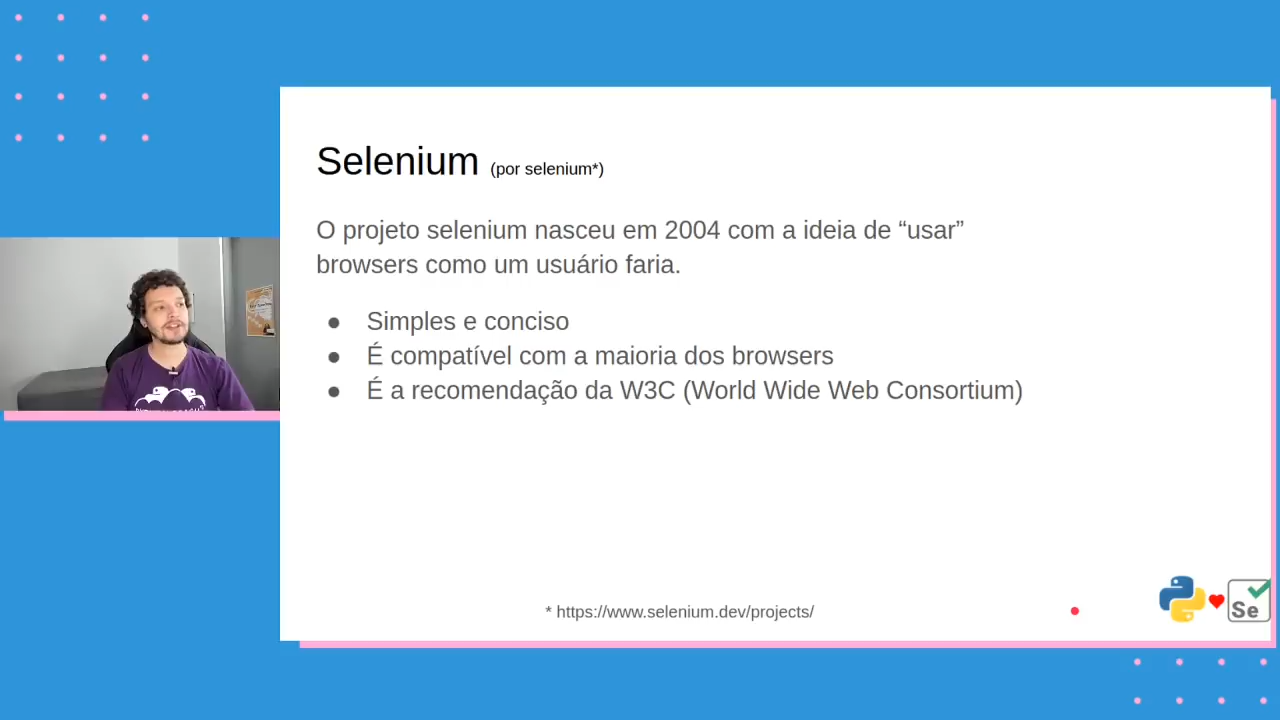 Selenium (por selenium*)
O projeto selenium nasceu em 2004 com a ideia de “usar”
browsers como um usuário faria.
● Simples e conciso
● É compatível com a maioria dos browsers
● É a recomendação da W3C (World Wide Web Consortium)
* https://www.selenium.dev/projects/
Se